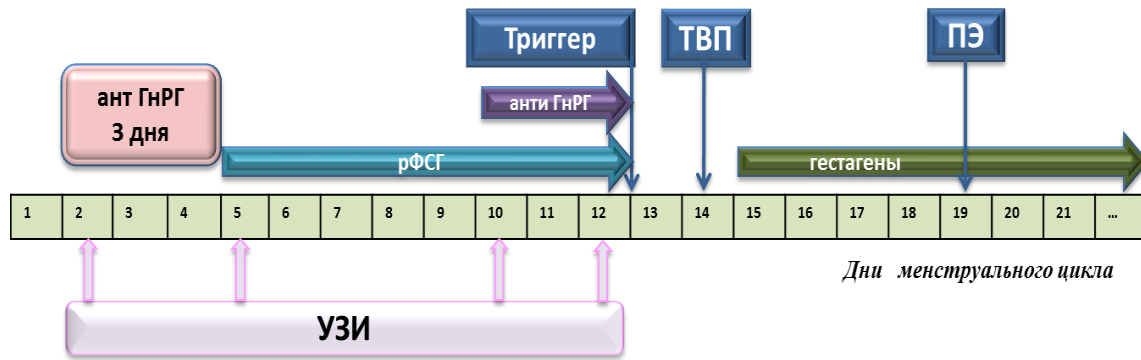 Триггер
ТВП
ПЭ
ант ГнРГ
3 дня
анти ГнРГ
рФСГ
гестагены
1 2 3 4 5 6 7 8 9 10 11 12 13 14 15 16 17 18 19 20 21 ...
Дни менструального цикла
УЗИ